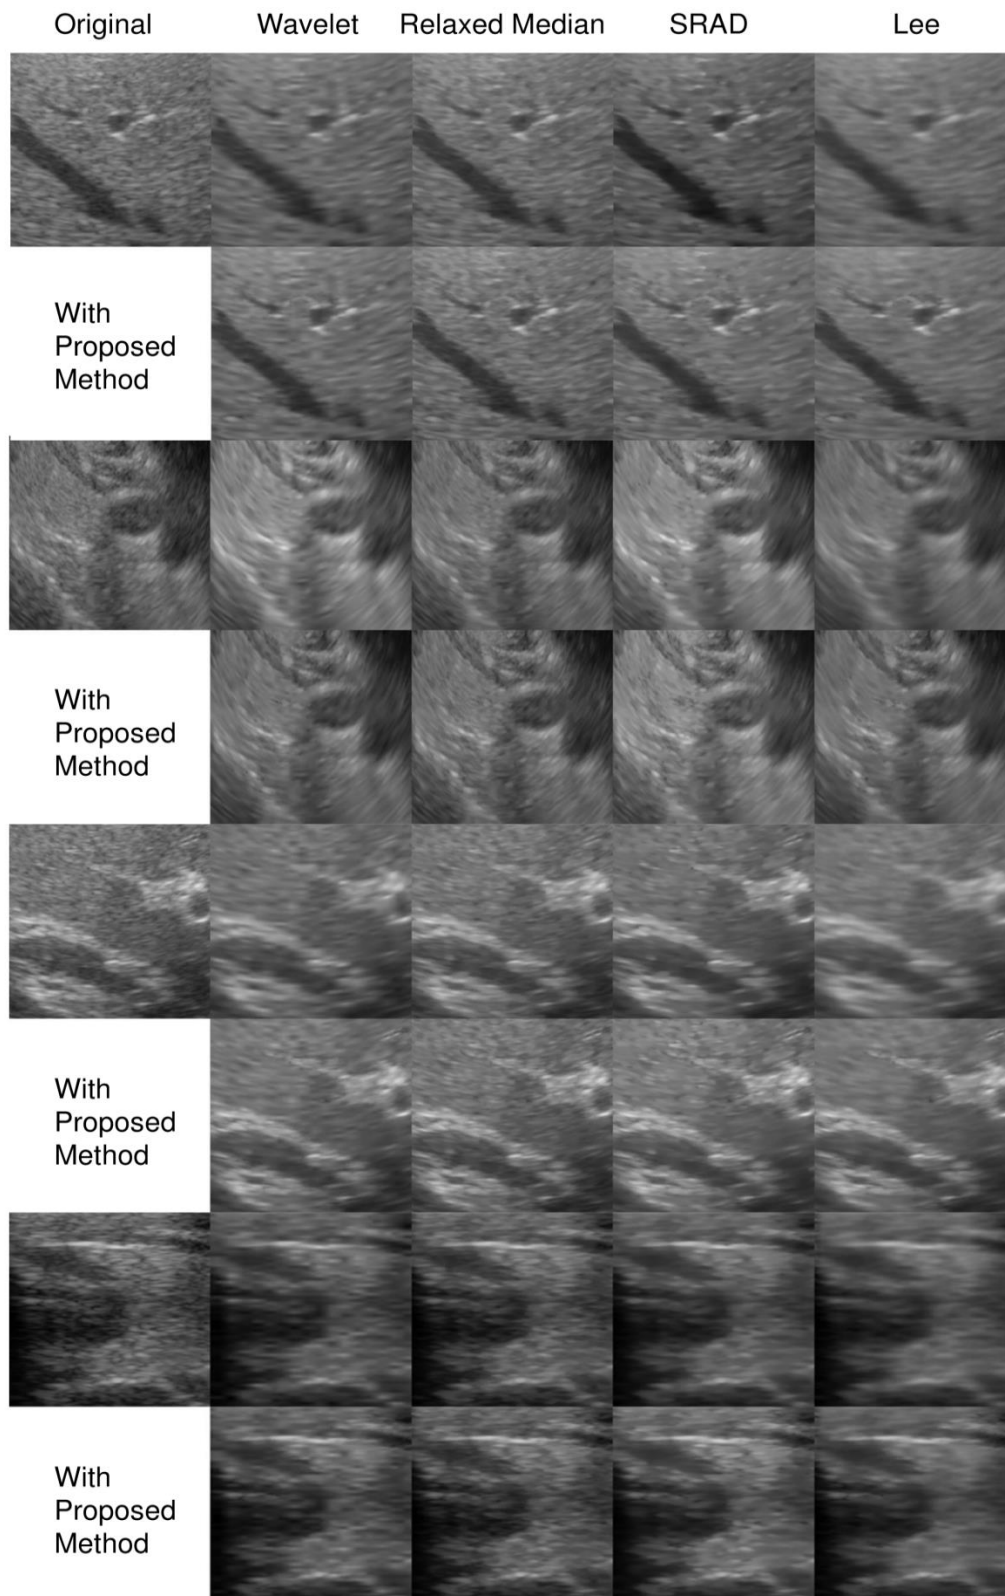 Original Wavelet Relaxed Median SRAD Lee
With
Proposed
Method
With
Proposed
Method
With
Proposed
Method
With
Proposed
Method